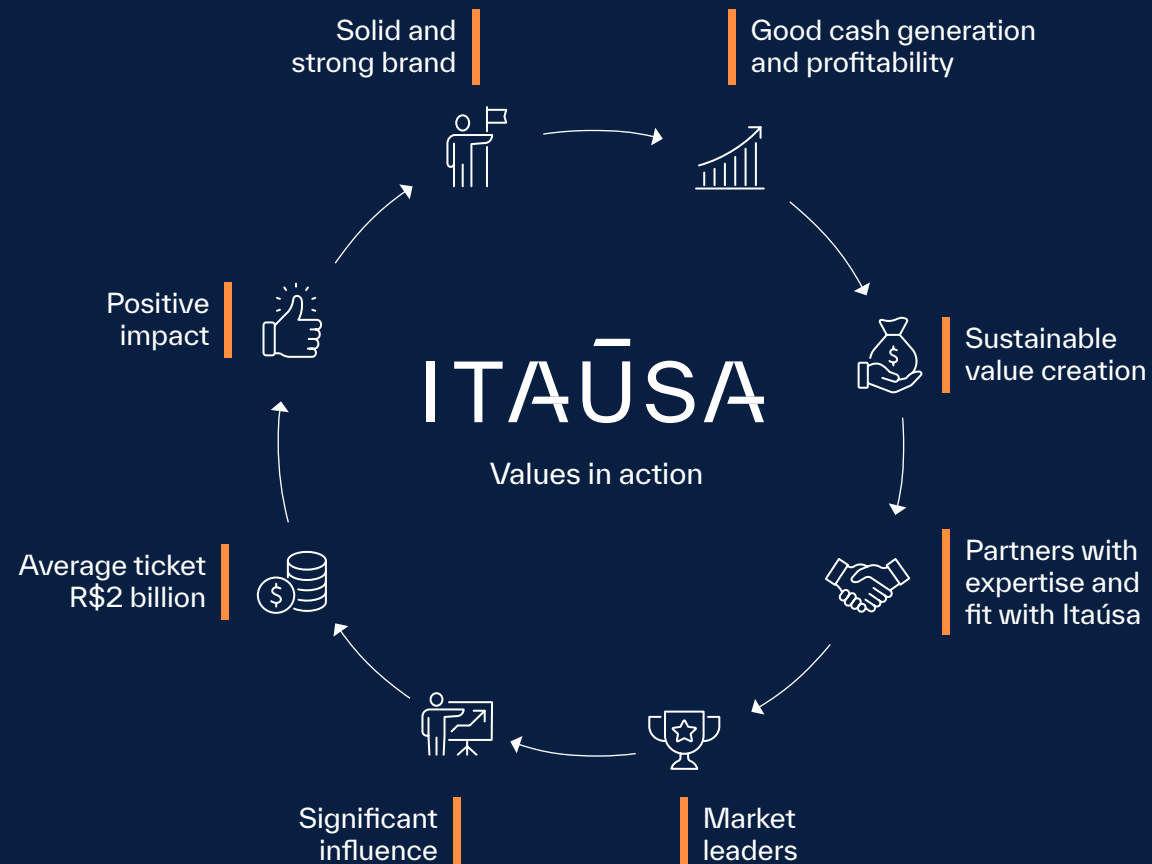 Solid and
strong brand
Good cash generation
and profitability
Positive
impact
Sustainable
value creation
ITAŪSA
Values in action
Average ticket
R$2 billion
$
$
Partners with
expertise and
fit with Itaúsa
Significant
influence
Market
leaders